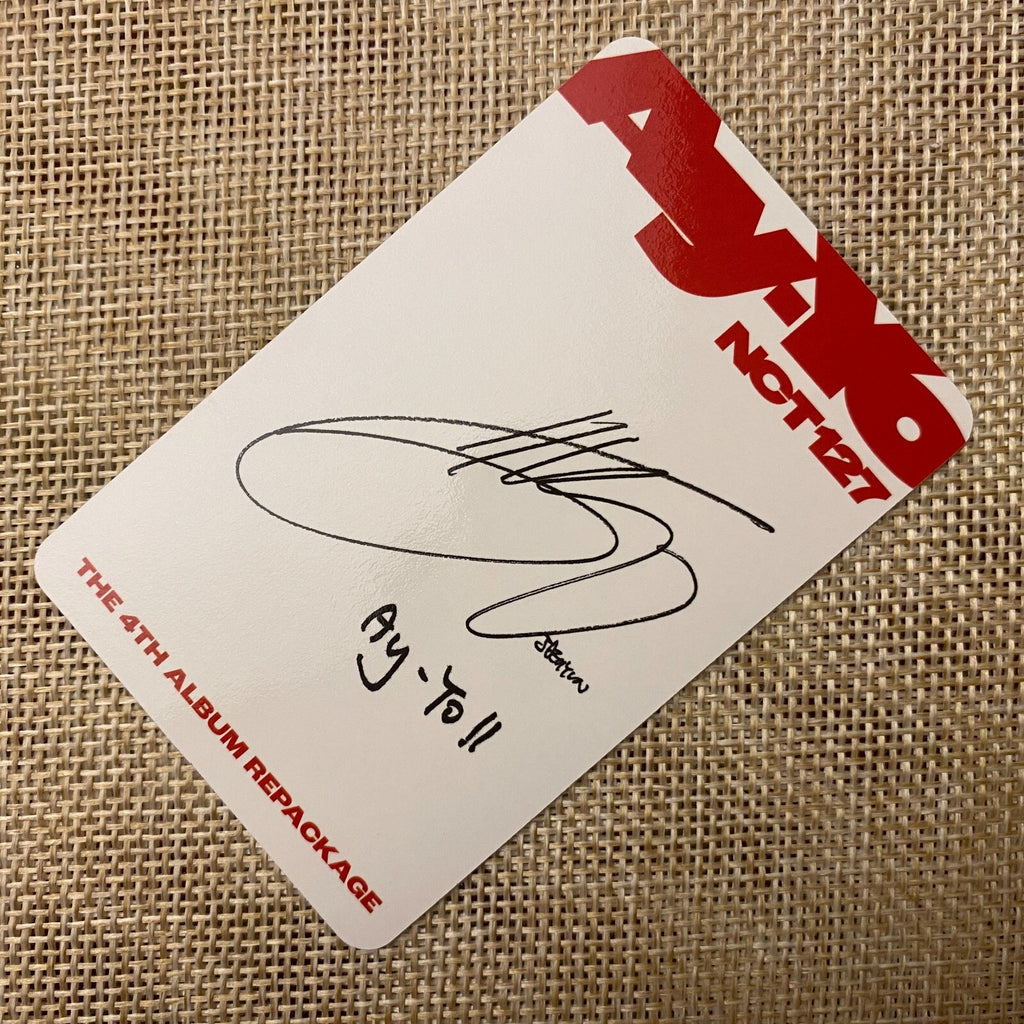 Ay-Yo
NCT 127
Ay-Yo!!
THE 4TH ALBUM REPACKAGE